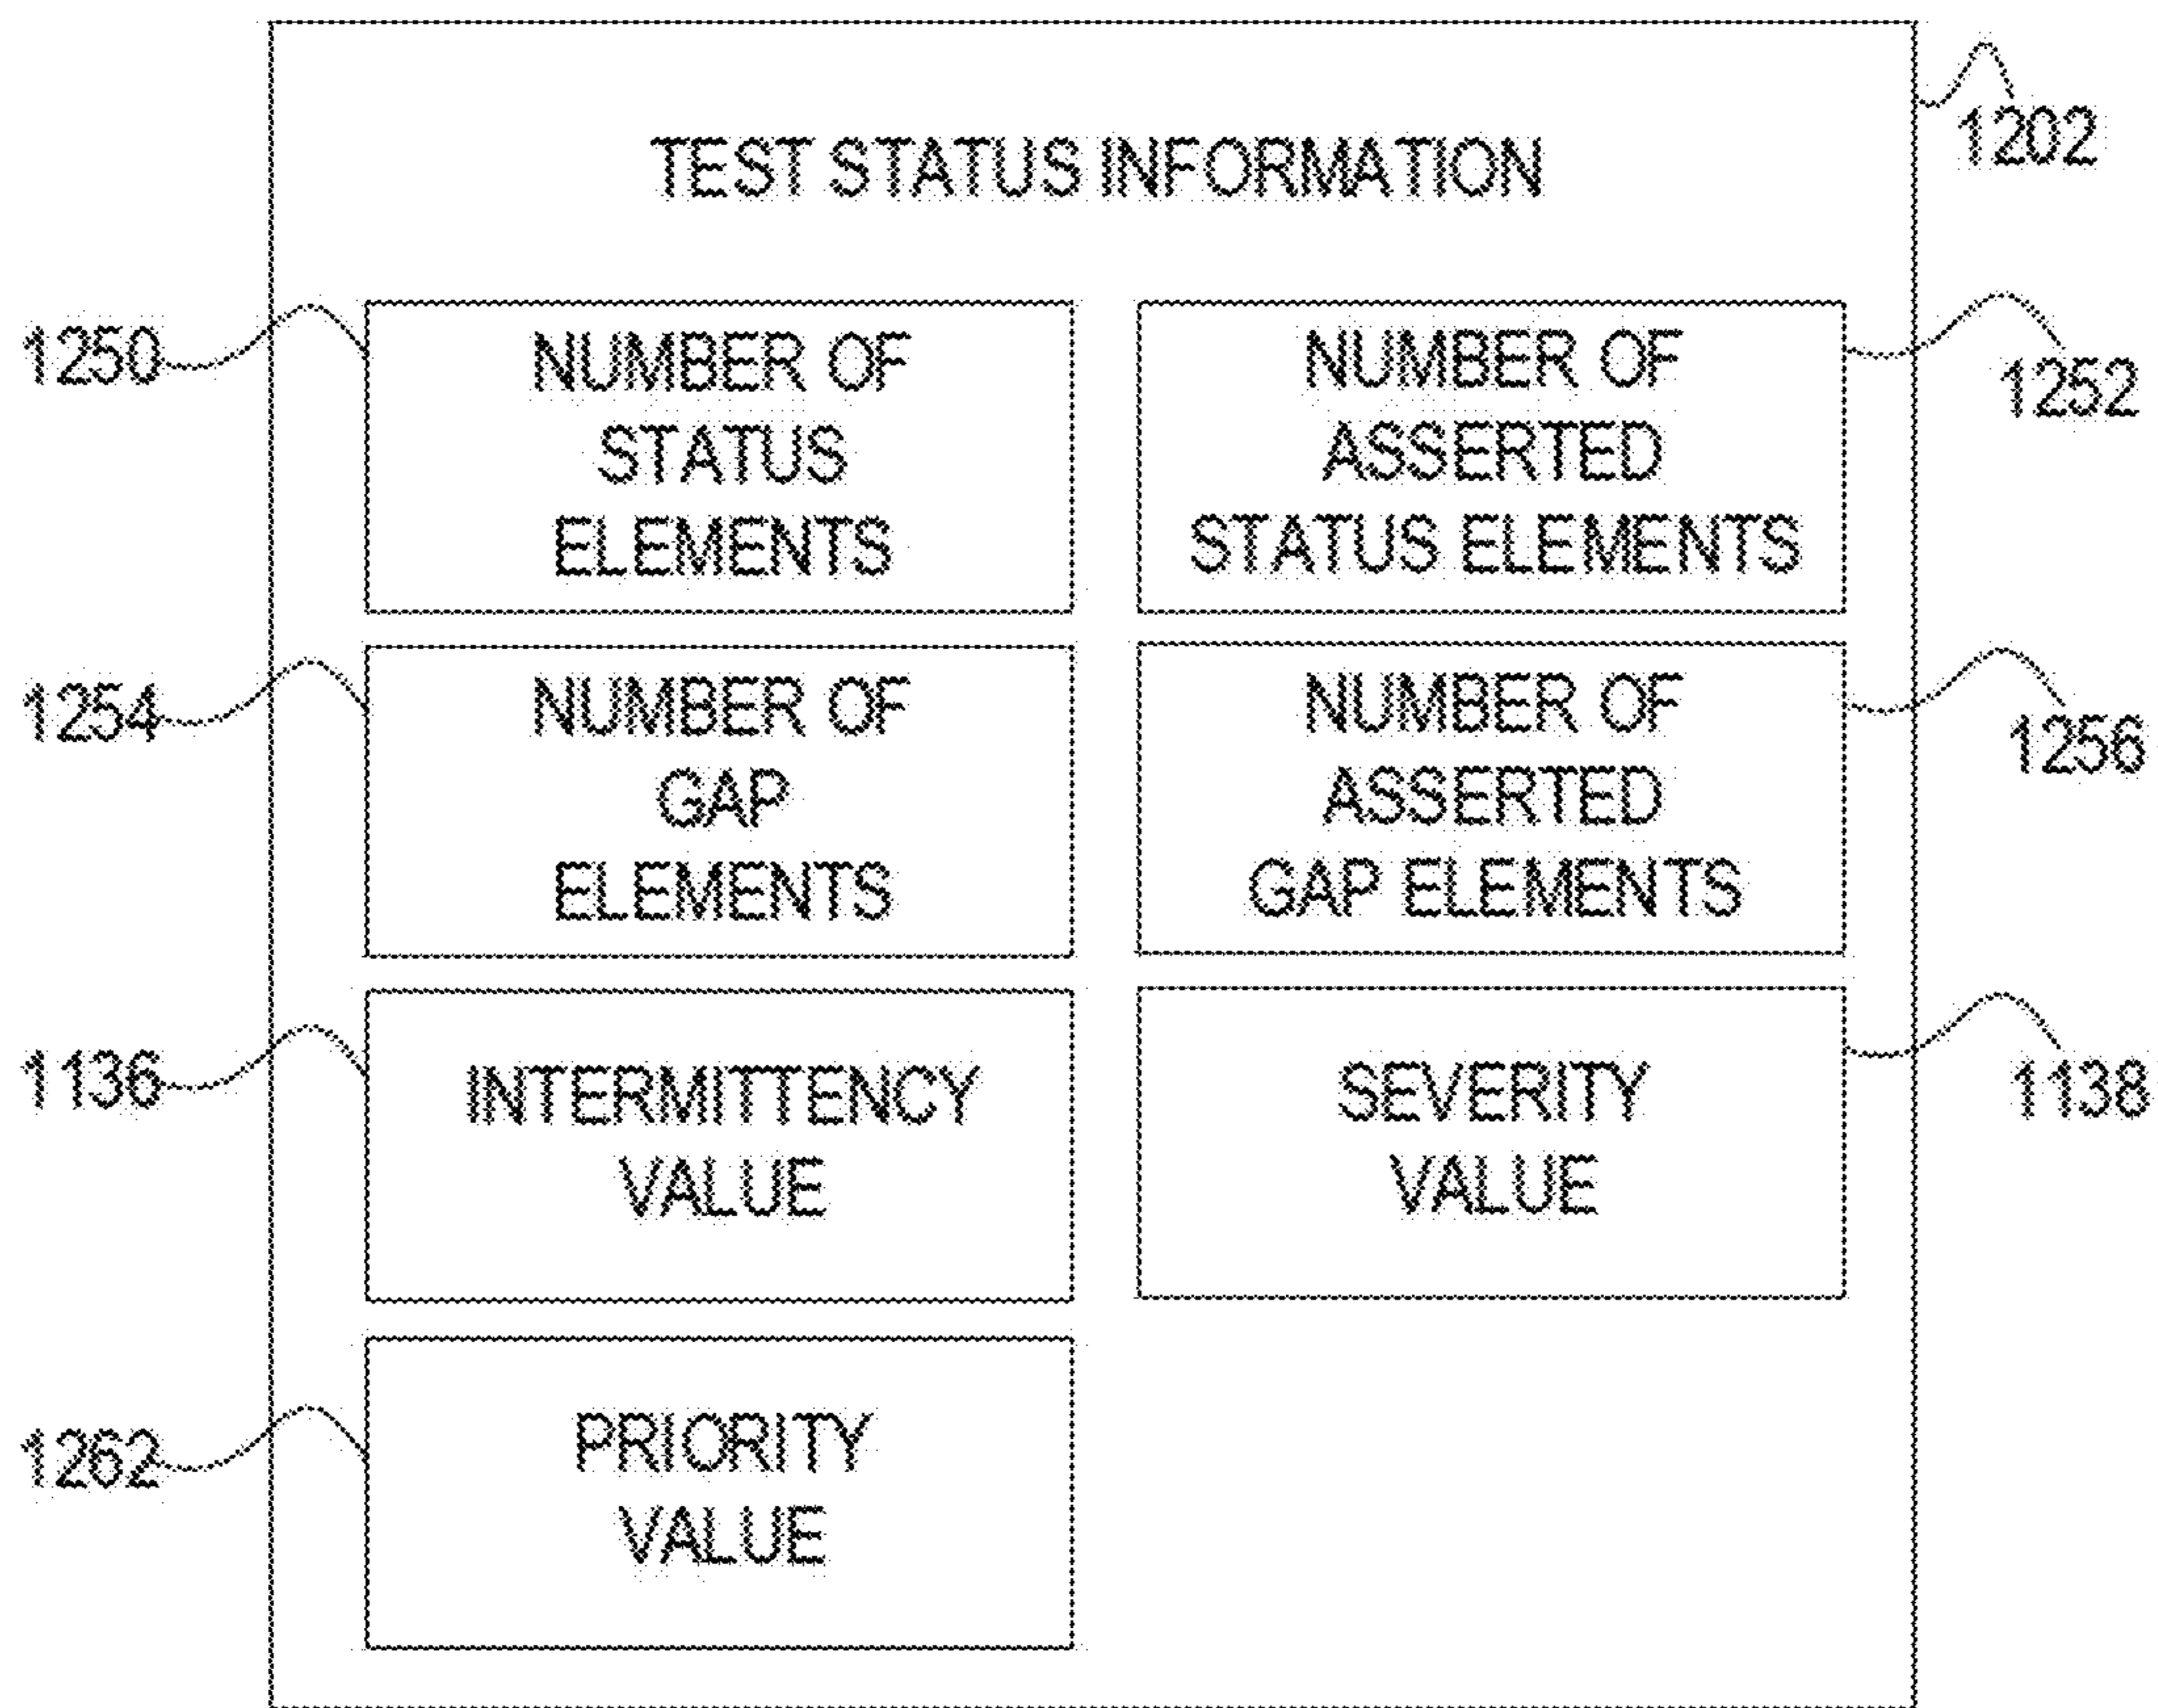 TEST STATUS INFORMATION
1202
1250
NUMBER OF
STATUS
ELEMENTS
NUMBER OF
ASSERTED
STATUS ELEMENTS
1252
1254
NUMBER OF
GAP
ELEMENTS
NUMBER OF
ASSERTED
GAP ELEMENTS
1256
1136
INTERMITTENCY
VALUE
SEVERITY
VALUE
1138
1262
PRIORITY
VALUE